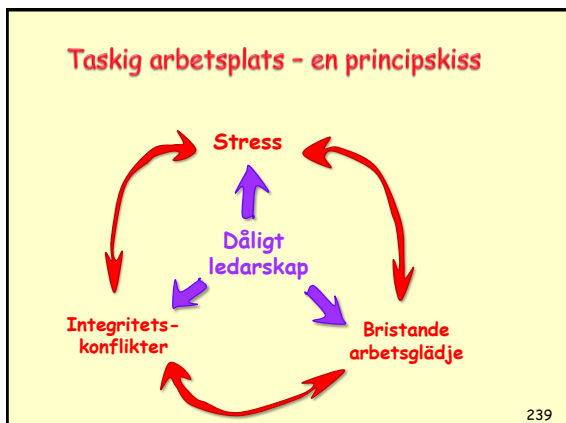 Taskig arbetsplats – en principskiss
Stress
Dåligt
ledarskap
Integritets-
konflikter
Bristande
arbetsglädje
239